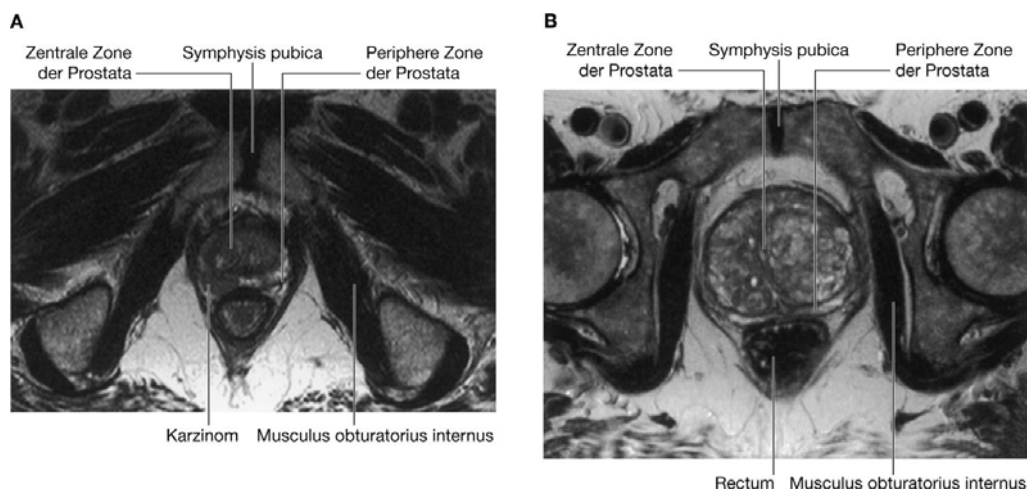 A
Zentrale Zone
der Prostata
Symphysis pubica
Periphere Zone
der Prostata
Karzinom
Musculus obturatorius internus
B
Zentrale Zone
der Prostata
Symphysis pubica
Periphere Zone
der Prostata
Rectum
Musculus obturatorius internus